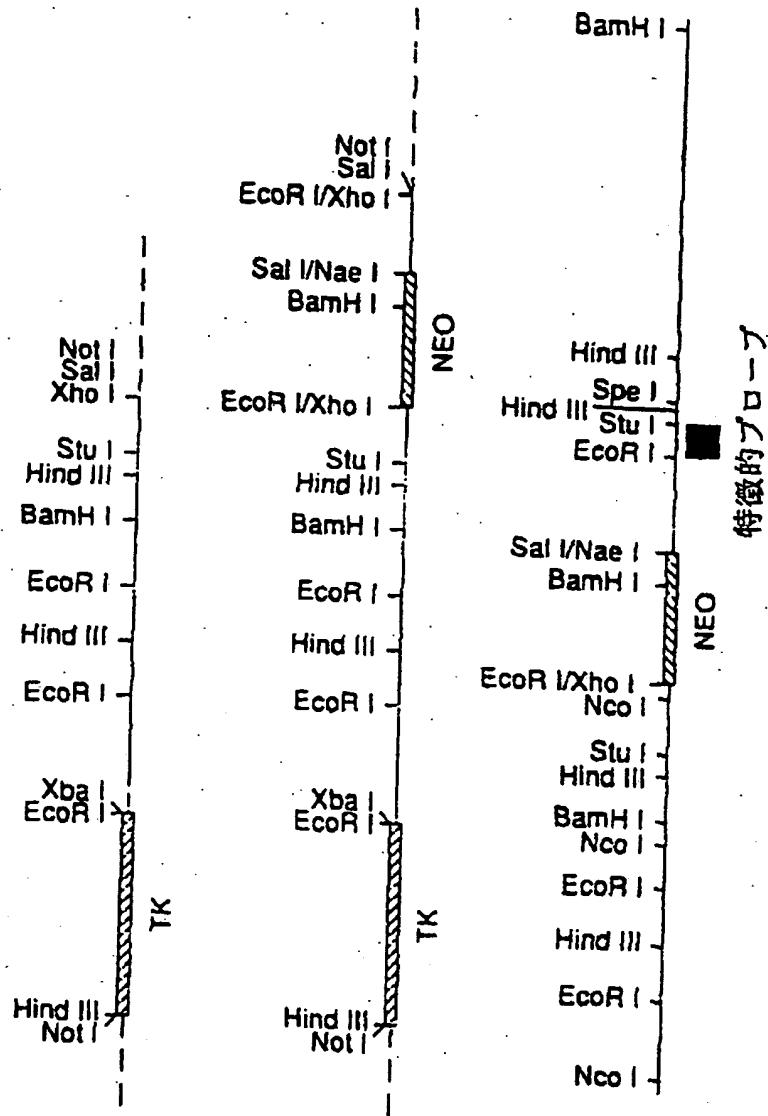 Not I
Sal I
Xho I
Stu I
Hind III
BamH I
EcoR I
Hind III
EcoR I
Xba I
EcoR I
TK
Hind III
Not I
Not I
Sal I
EcoR I/Xho I
Sal I/Nae I
BamH I
NEO
EcoR I/Xho I
Stu I
Hind III
BamH I
EcoR I
Hind III
EcoR I
Xba I
EcoR I
TK
Hind III
Not I
BamH I
Hind III
Spe I
Hind III
Stu I
EcoR I
特徴的プローブ
Sal I/Nae I
BamH I
NEO
EcoR I/Xho I
Nco I
Stu I
Hind III
BamH I
Nco I
EcoR I
Hind III
EcoR I
Nco I